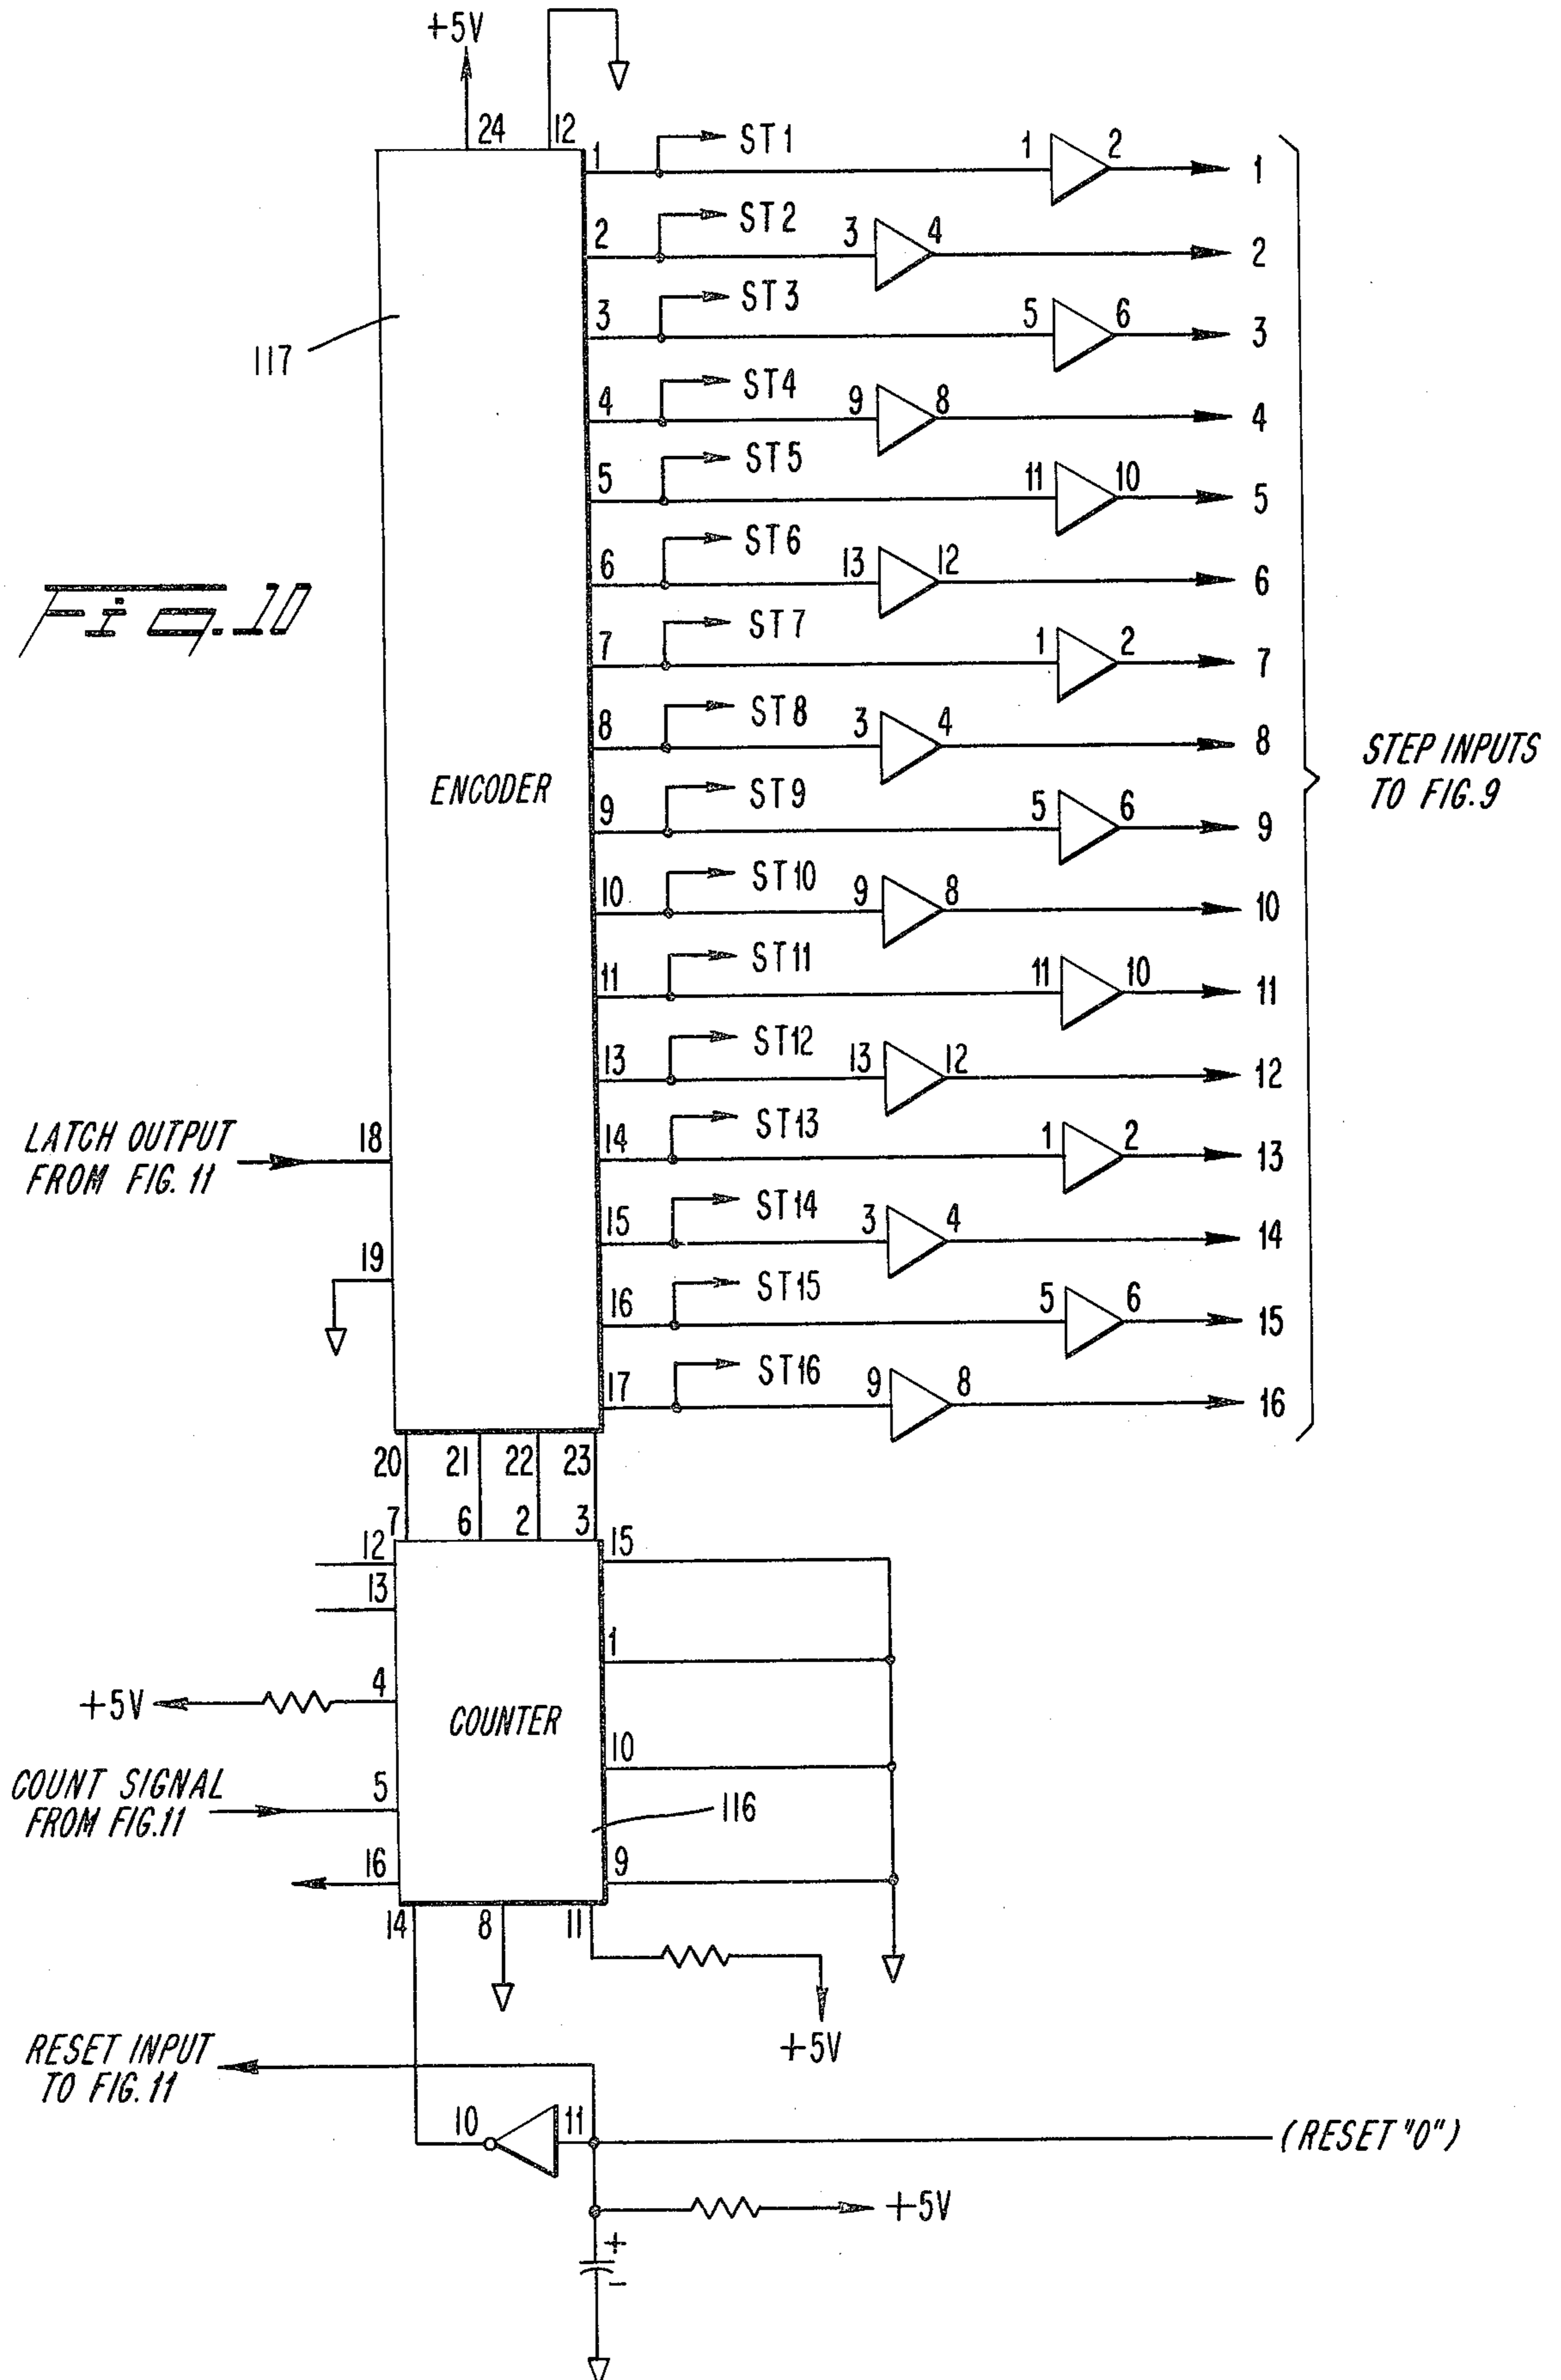 +5V
24 12
1 ST1 1 2 1
2 ST2 3 4 2
3 ST3 5 6 3
117
4 ST4 9 8 4
5 ST5 11 10 5
Fig. 10
6 ST6 13 12 6
7 ST7 1 2 7
8 ST8 3 4 8
STEP INPUTS
TO FIG. 9
ENCODER
9 ST9 5 6 9
10 ST10 9 8 10
11 ST11 11 10 11
13 ST12 13 12 12
LATCH OUTPUT
FROM FIG. 11
18
14 ST13 1 2 13
15 ST14 3 4 14
19
16 ST15 5 6 15
17 ST16 9 8 16
20 21 22 23
7 6 2 3
12 15
13
1
+5V 4
COUNTER
10
COUNT SIGNAL
FROM FIG. 11
5
116
16 9
14 8 11
+5V
RESET INPUT
TO FIG. 11
10 11
(RESET "0")
+5V
+
-